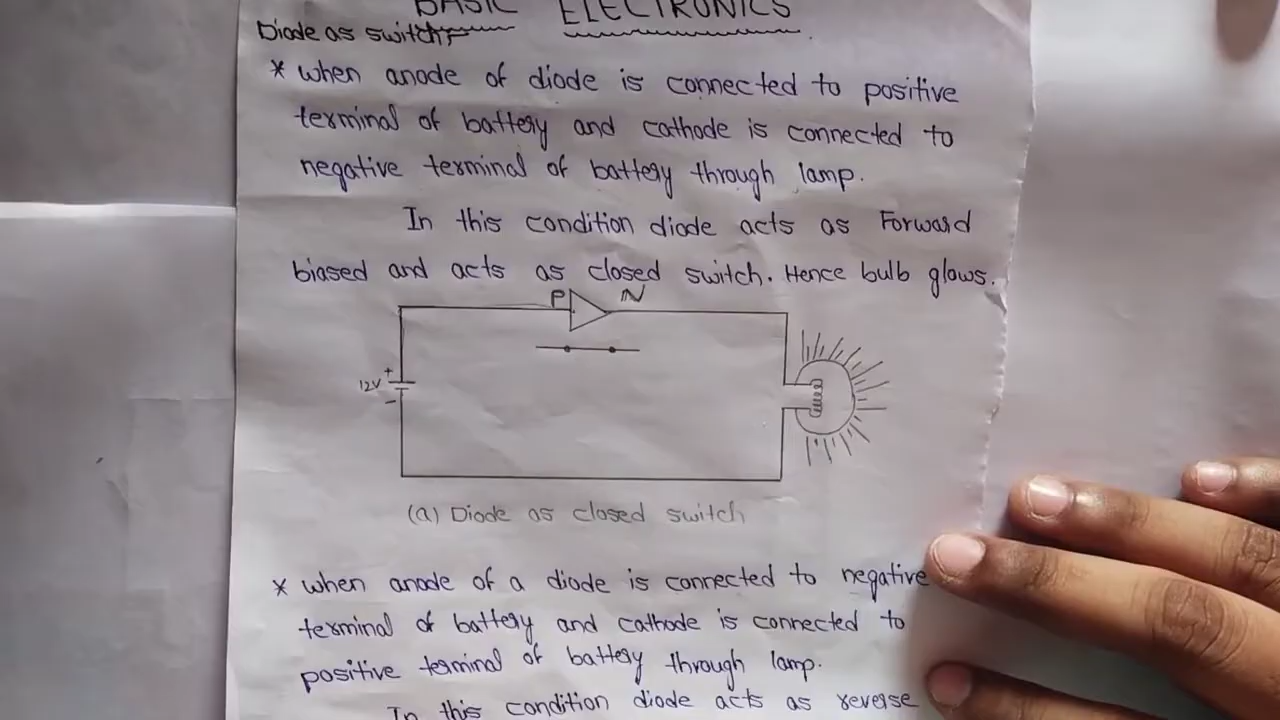 BASIC ELECTRONICS
Diode as switch,
* when anode of diode is connected to positive
terminal of battery and cathode is connected to
negative terminal of battery through lamp.
In this condition diode acts as Forward
biased and acts as closed switch. Hence bulb glows.
P N
+
12V
-
(a) Diode as closed switch
* when anode of a diode is connected to negative
terminal of battery and cathode is connected to
positive terminal of battery through lamp.
In this condition diode acts as reverse